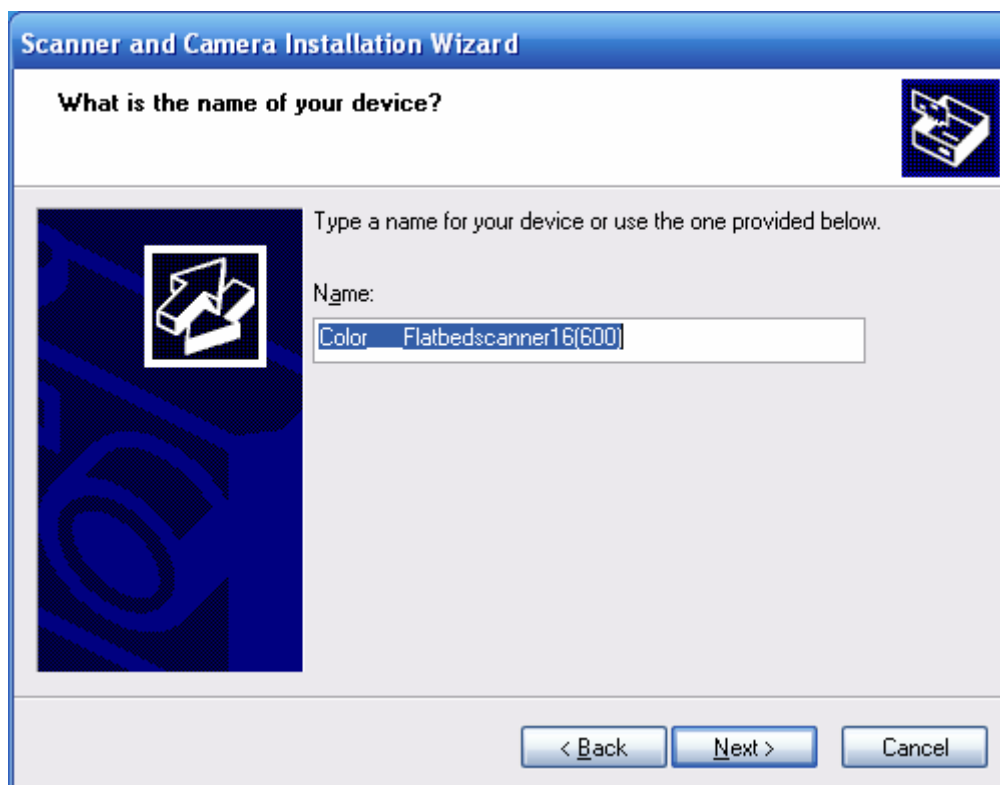 Scanner and Camera Installation Wizard
What is the name of your device?
Type a name for your device or use the one provided below.
Name:
Color___Flatbedscanner16(600)
< Back
Next >
Cancel